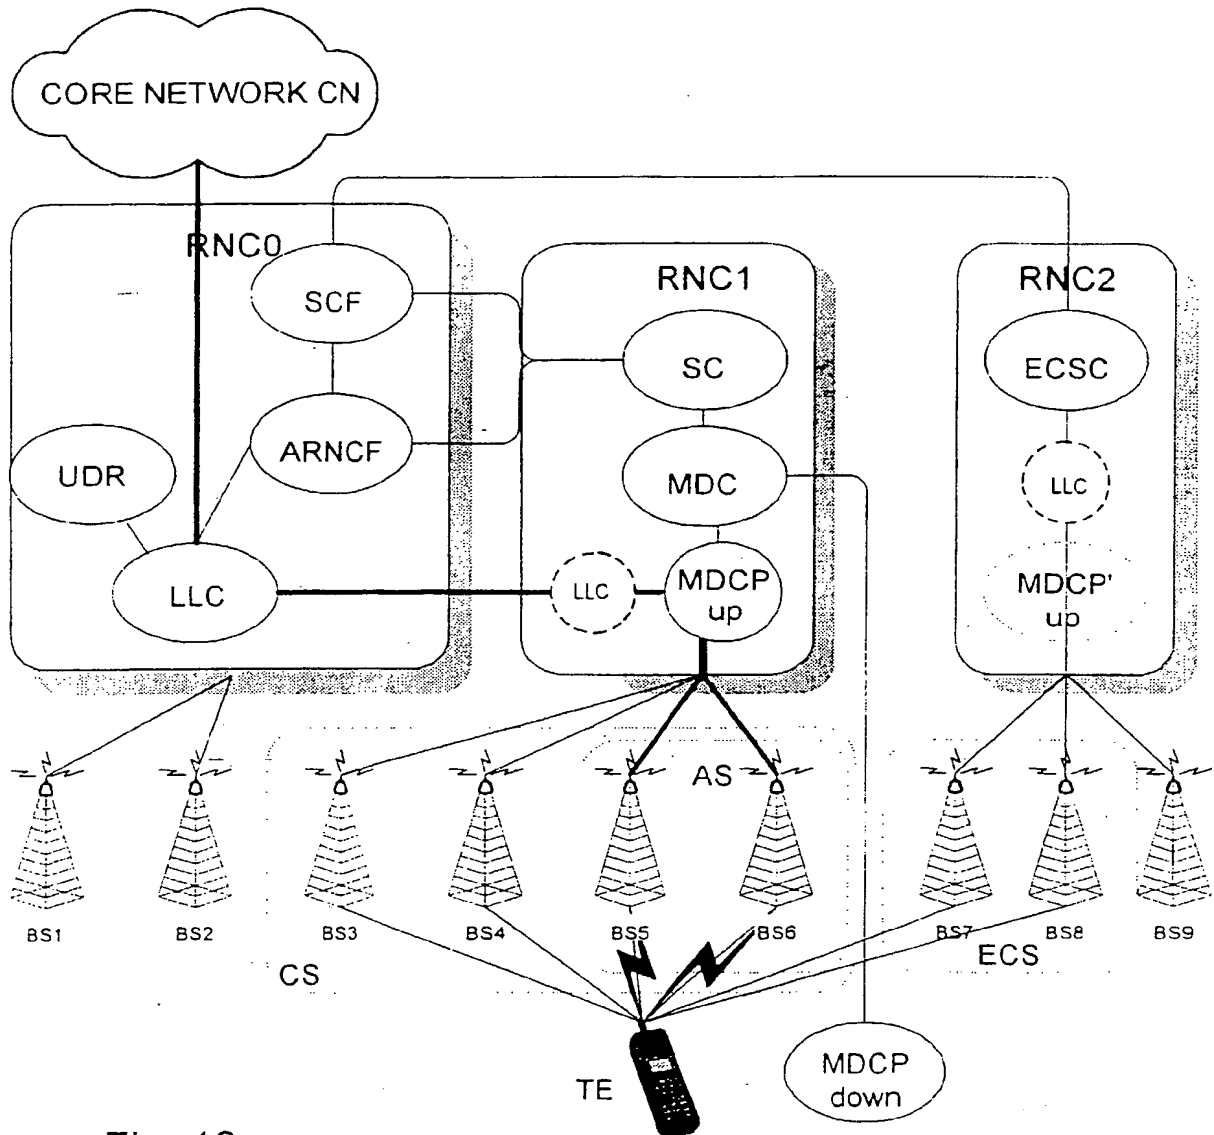 CORE NETWORK CN
RNC0
SCF
ARNCF
UDR
LLC
RNC1
SC
MDC
LLC
MDCP
up
RNC2
ECSC
LLC
MDCP'
up
AS
BS1
BS2
BS3
BS4
BS5
BS6
BS7
BS8
BS9
CS
ECS
TE
MDCP
down